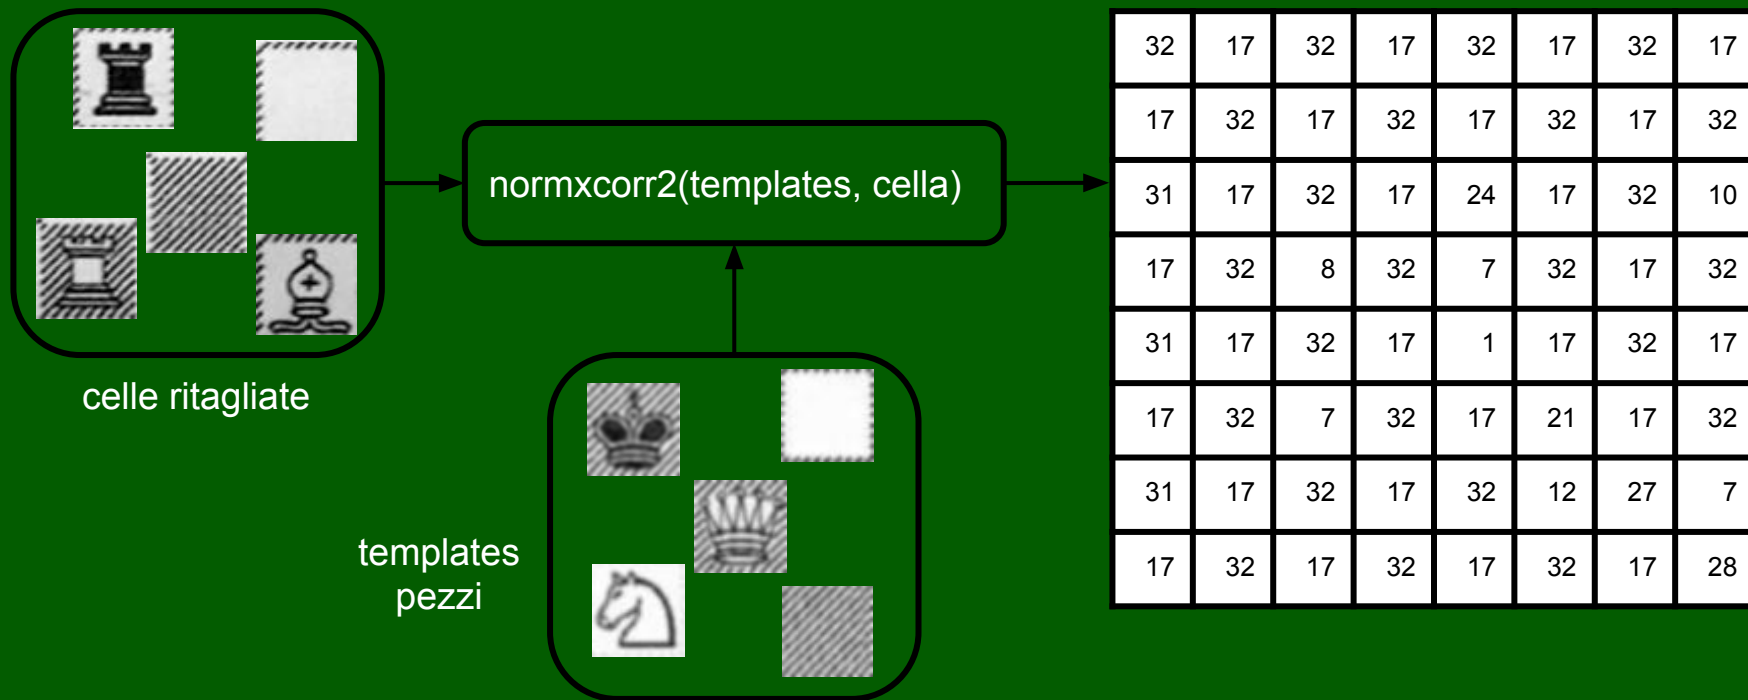 celle ritagliate
normxcorr2(templates, cella)
templates
pezzi
32 17 32 17 32 17 32 17
17 32 17 32 17 32 17 32
31 17 32 17 24 17 32 10
17 32 8 32 7 32 17 32
31 17 32 17 1 17 32 17
17 32 7 32 17 21 17 32
31 17 32 17 32 12 27 7
17 32 17 32 17 32 17 28